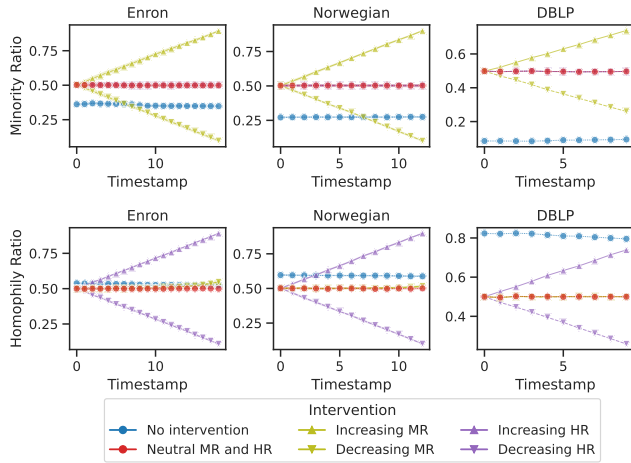 Enron Norwegian DBLP
Minority Ratio
0.75 0.50 0.25
0.75 0.50 0.25
0.6 0.4 0.2
0 10 0 5 10 0 5
Timestamp Timestamp Timestamp
Enron Norwegian DBLP
Homophily Ratio
0.75 0.50 0.25
0.75 0.50 0.25
0.8 0.6 0.4
0 10 0 5 10 0 5
Timestamp Timestamp Timestamp
Intervention
No intervention Increasing MR Increasing HR
Neutral MR and HR Decreasing MR Decreasing HR